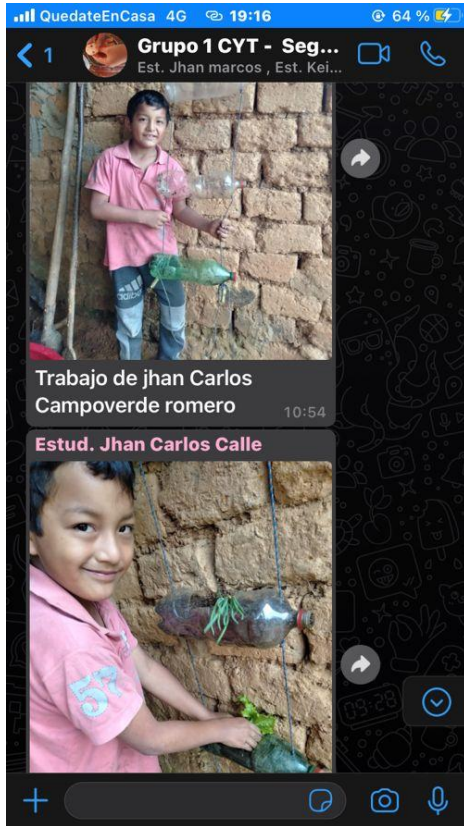 QuedateEnCasa 4G 19:16 64 %
1 Grupo 1 CYT - Seg...
Est. Jhan marcos , Est. Kei...
adidas
Trabajo de jhan Carlos
Campoverde romero 10:54
Estud. Jhan Carlos Calle
57